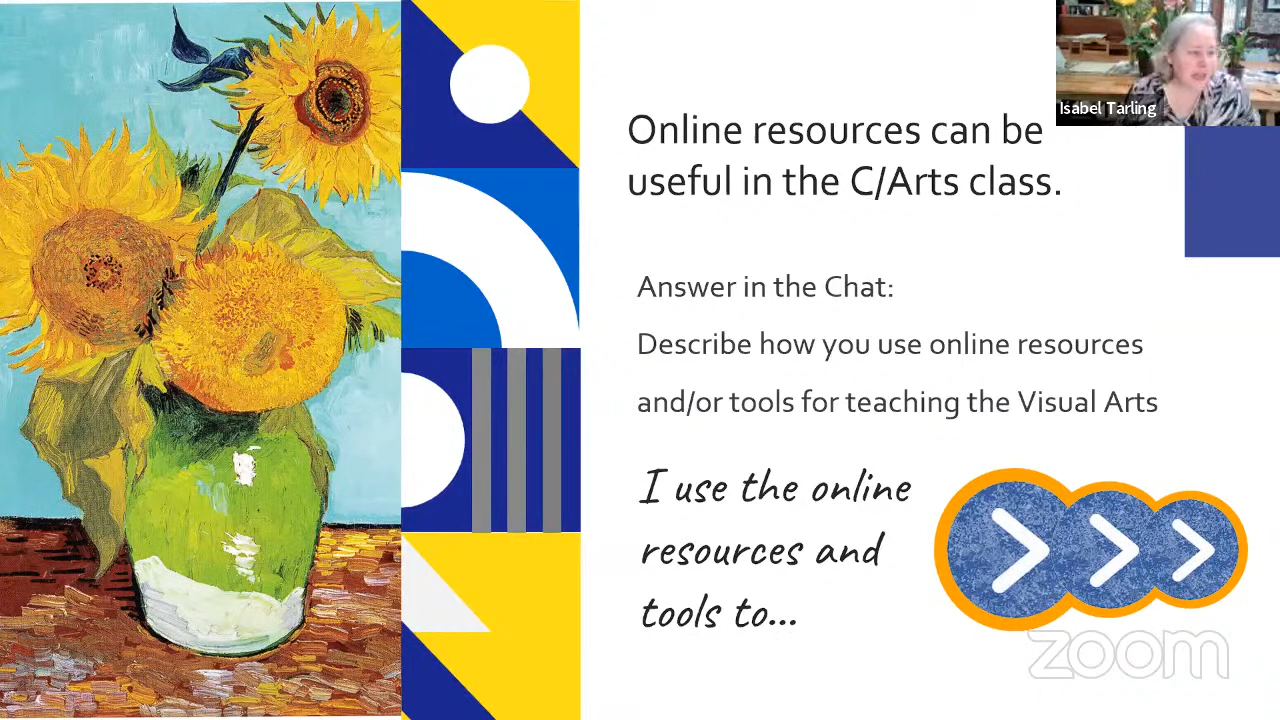 Isabel Tarling
Online resources can be
useful in the C/Arts class.
Answer in the Chat:
Describe how you use online resources
and/or tools for teaching the Visual Arts
I use the online
resources and
tools to...
zoom